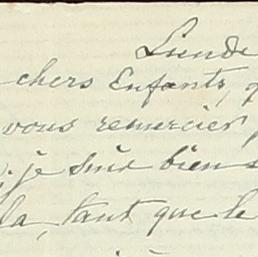 Lunde
chers Enfants, q
vous remercier
je suis bien s
la, tant que le